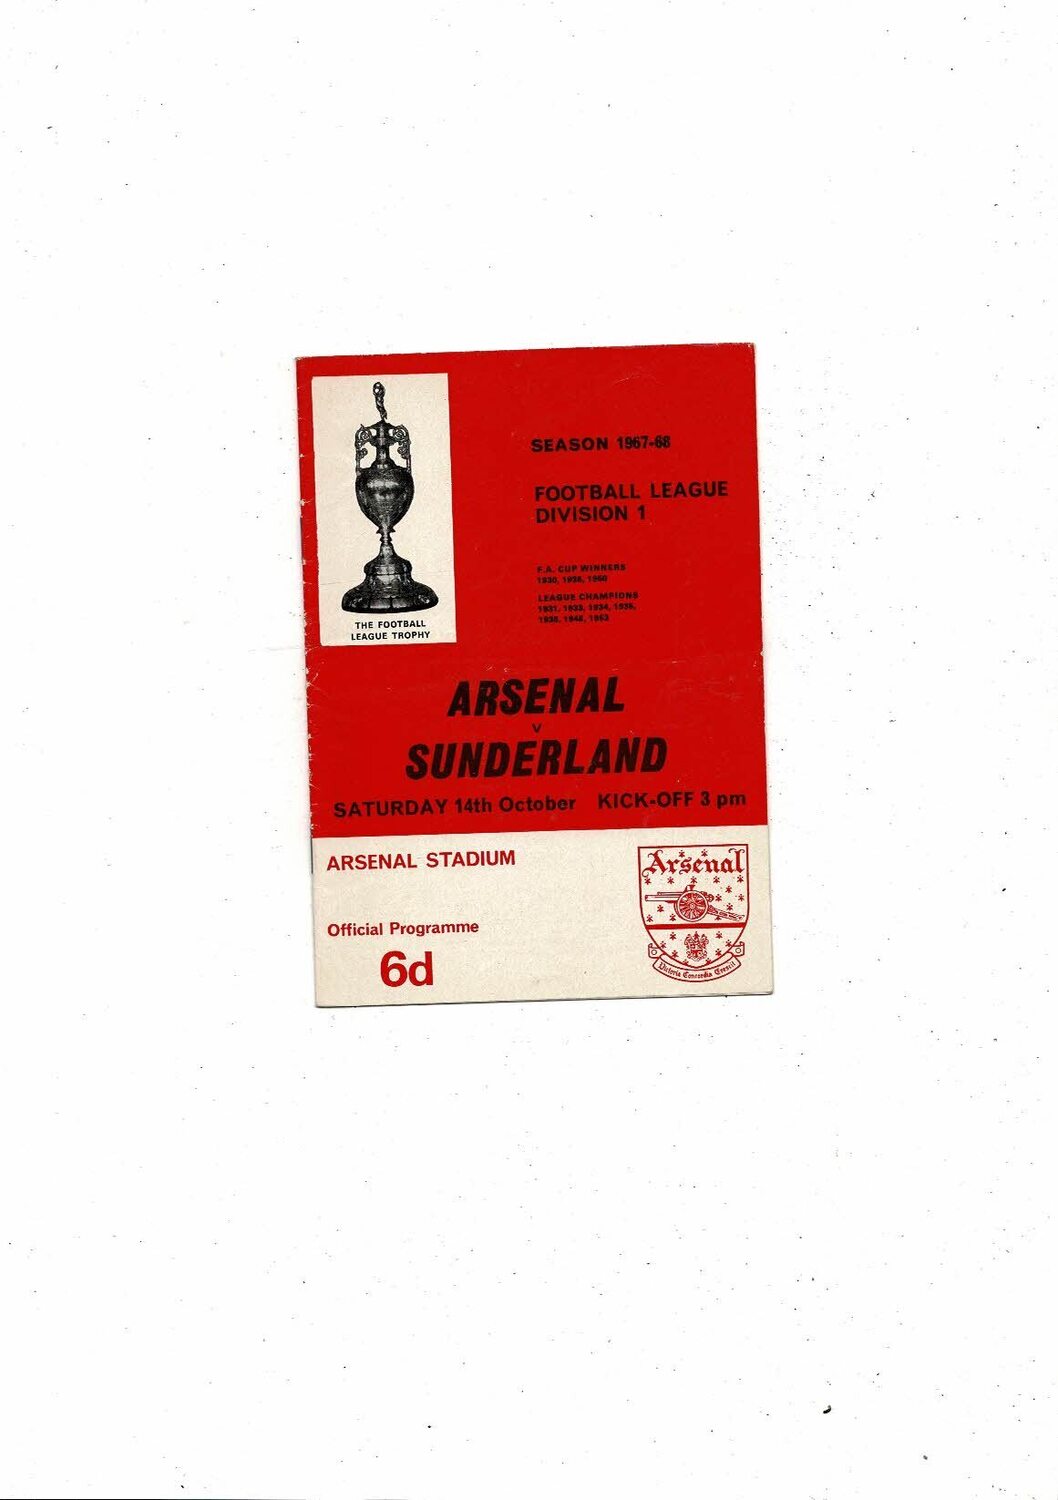 SEASON 1967-68
FOOTBALL LEAGUE
DIVISION 1
F.A. CUP WINNERS
1930, 1936, 1950
LEAGUE CHAMPIONS
1931, 1933, 1934, 1935,
1938, 1948, 1953
THE FOOTBALL
LEAGUE TROPHY
ARSENAL
v
SUNDERLAND
SATURDAY 14th October KICK-OFF 3 pm
ARSENAL STADIUM
Official Programme
6d
Arsenal
Victoria Concordia Crescit